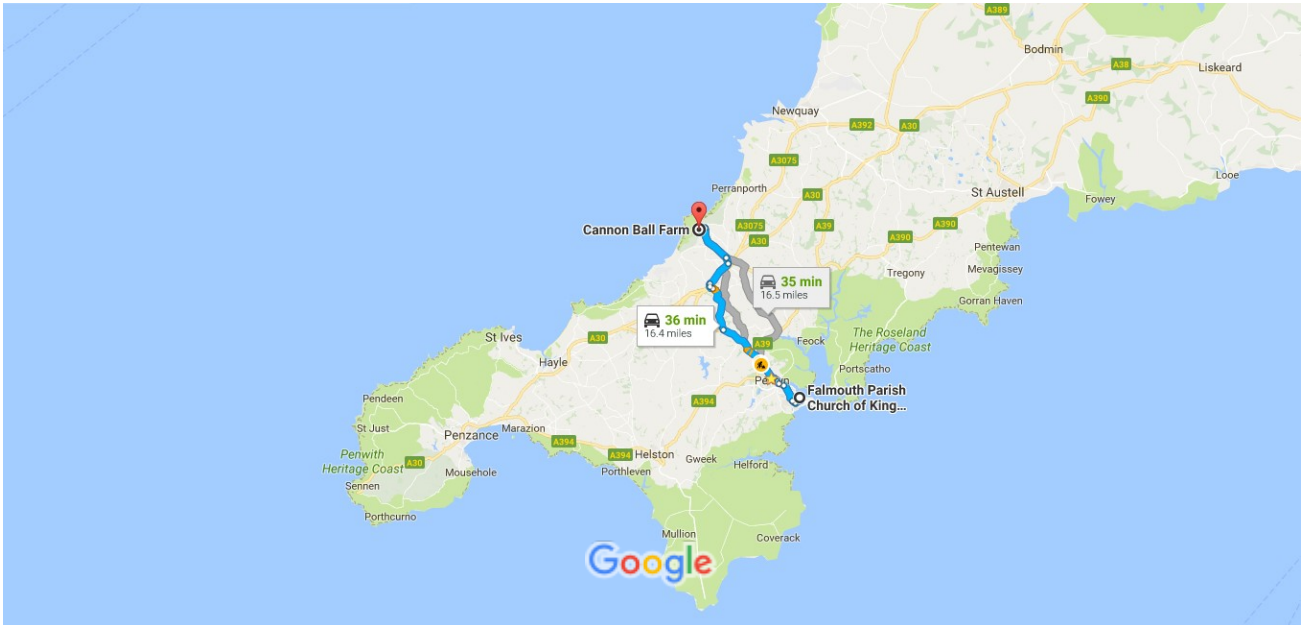 A389
Bodmin
A38
Liskeard
A390
Newquay
A392
A30
A3075
Looe
Perranporth
A30
St Austell
Fowey
Cannon Ball Farm
A3075
A39
A390
A30
A390
Pentewan
Tregony
Mevagissey
35 min
16.5 miles
Gorran Haven
36 min
16.4 miles
The Roseland
Heritage Coast
St Ives
A30
A39
Feock
Hayle
Portscatho
Falmouth Parish
Church of King...
Pendeen
A394
St Just
Marazion
Penzance
A394
Penwith
Heritage Coast
A30
A394
Helston
Gweek
Helford
Mousehole
Porthleven
Sennen
Porthcurno
Mullion
Coverack
Google